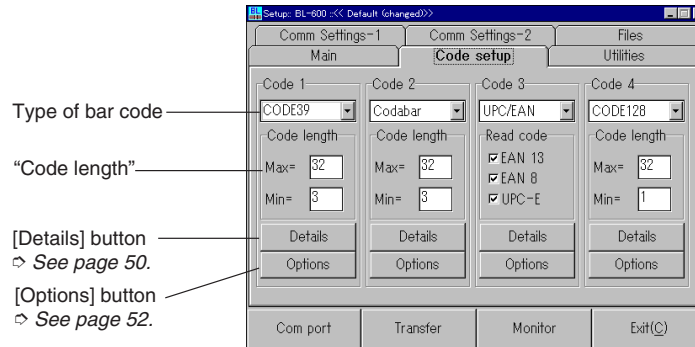 Setup:: BL-600 ::<< Default (changed)>>
Comm Settings-1 Comm Settings-2 Files
Main Code setup Utilities
Code 1 Code 2 Code 3 Code 4
Type of bar code
CODE39 Codabar UPC/EAN CODE128
Code length Code length Read code Code length
“Code length”
Max= 32 Max= 32 EAN 13 Max= 32
EAN 8
Min= 3 Min= 3 UPC-E Min= 1
[Details] button
➩ See page 50.
Details Details Details Details
[Options] button
➩ See page 52.
Options Options Options Options
Com port Transfer Monitor Exit(C)